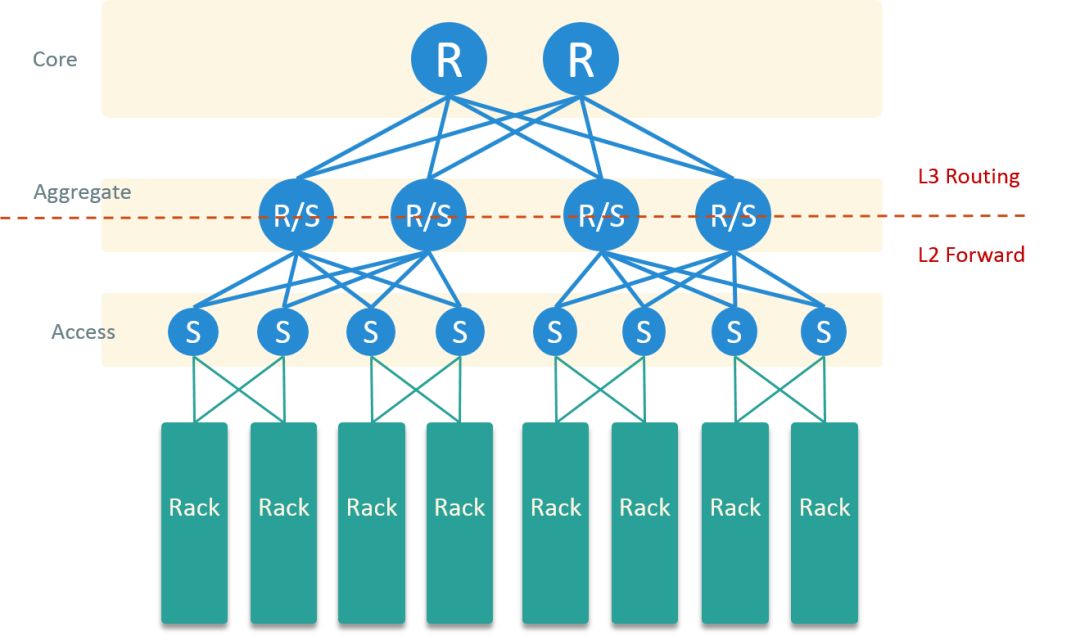 Core
R R
L3 Routing
Aggregate
R/S R/S R/S R/S
L2 Forward
Access
S S S S S S S S
Rack Rack Rack Rack Rack Rack Rack Rack